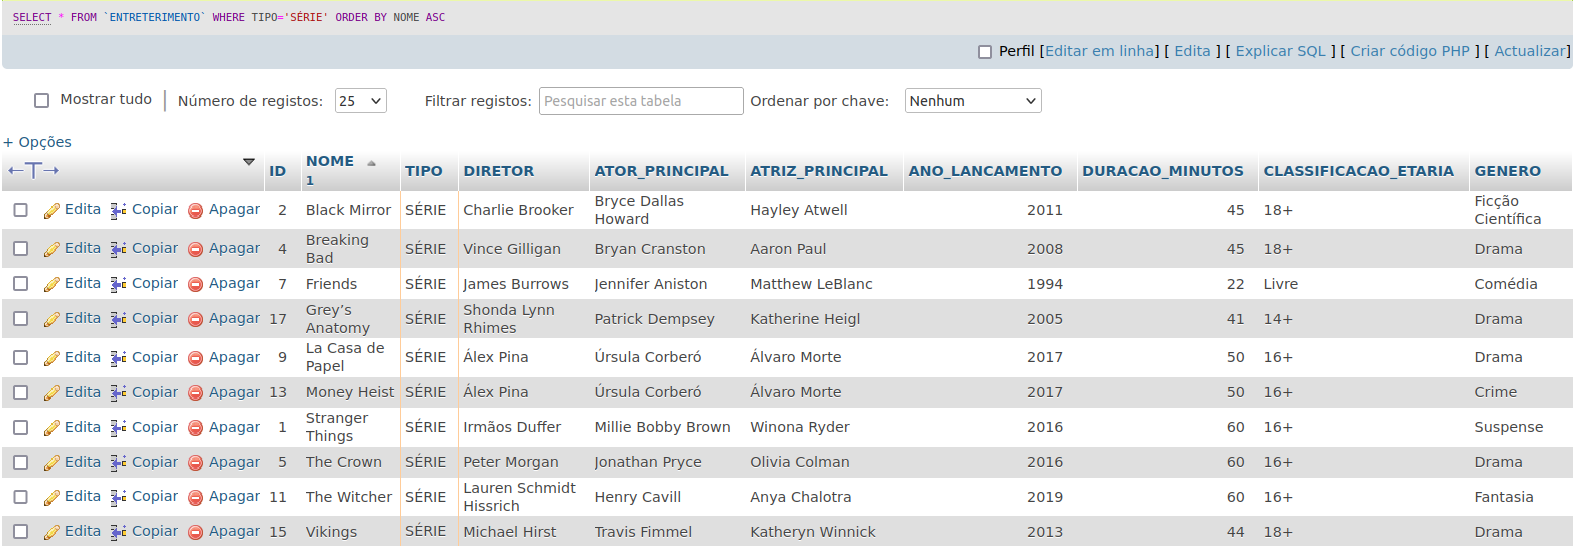 SELECT * FROM `ENTRETERIMENTO` WHERE TIPO='SÉRIE' ORDER BY NOME ASC
Perfil [Editar em linha] [ Edita ] [ Explicar SQL ] [ Criar código PHP ] [ Actualizar]
Mostrar tudo | Número de registos: 25 Filtrar registos: Pesquisar esta tabela Ordenar por chave: Nenhum
+ Opções
←T→ ID NOME 1 TIPO DIRETOR ATOR_PRINCIPAL ATRIZ_PRINCIPAL ANO_LANCAMENTO DURACAO_MINUTOS CLASSIFICACAO_ETARIA GENERO
Edita Copiar Apagar 2 Black Mirror SÉRIE Charlie Brooker Bryce Dallas Howard Hayley Atwell 2011 45 18+ Ficção Científica
Edita Copiar Apagar 4 Breaking Bad SÉRIE Vince Gilligan Bryan Cranston Aaron Paul 2008 45 18+ Drama
Edita Copiar Apagar 7 Friends SÉRIE James Burrows Jennifer Aniston Matthew LeBlanc 1994 22 Livre Comédia
Edita Copiar Apagar 17 Grey’s Anatomy SÉRIE Shonda Lynn Rhimes Patrick Dempsey Katherine Heigl 2005 41 14+ Drama
Edita Copiar Apagar 9 La Casa de Papel SÉRIE Álex Pina Úrsula Corberó Álvaro Morte 2017 50 16+ Drama
Edita Copiar Apagar 13 Money Heist SÉRIE Álex Pina Úrsula Corberó Álvaro Morte 2017 50 16+ Crime
Edita Copiar Apagar 1 Stranger Things SÉRIE Irmãos Duffer Millie Bobby Brown Winona Ryder 2016 60 16+ Suspense
Edita Copiar Apagar 5 The Crown SÉRIE Peter Morgan Jonathan Pryce Olivia Colman 2016 60 16+ Drama
Edita Copiar Apagar 11 The Witcher SÉRIE Lauren Schmidt Hissrich Henry Cavill Anya Chalotra 2019 60 16+ Fantasia
Edita Copiar Apagar 15 Vikings SÉRIE Michael Hirst Travis Fimmel Katheryn Winnick 2013 44 18+ Drama